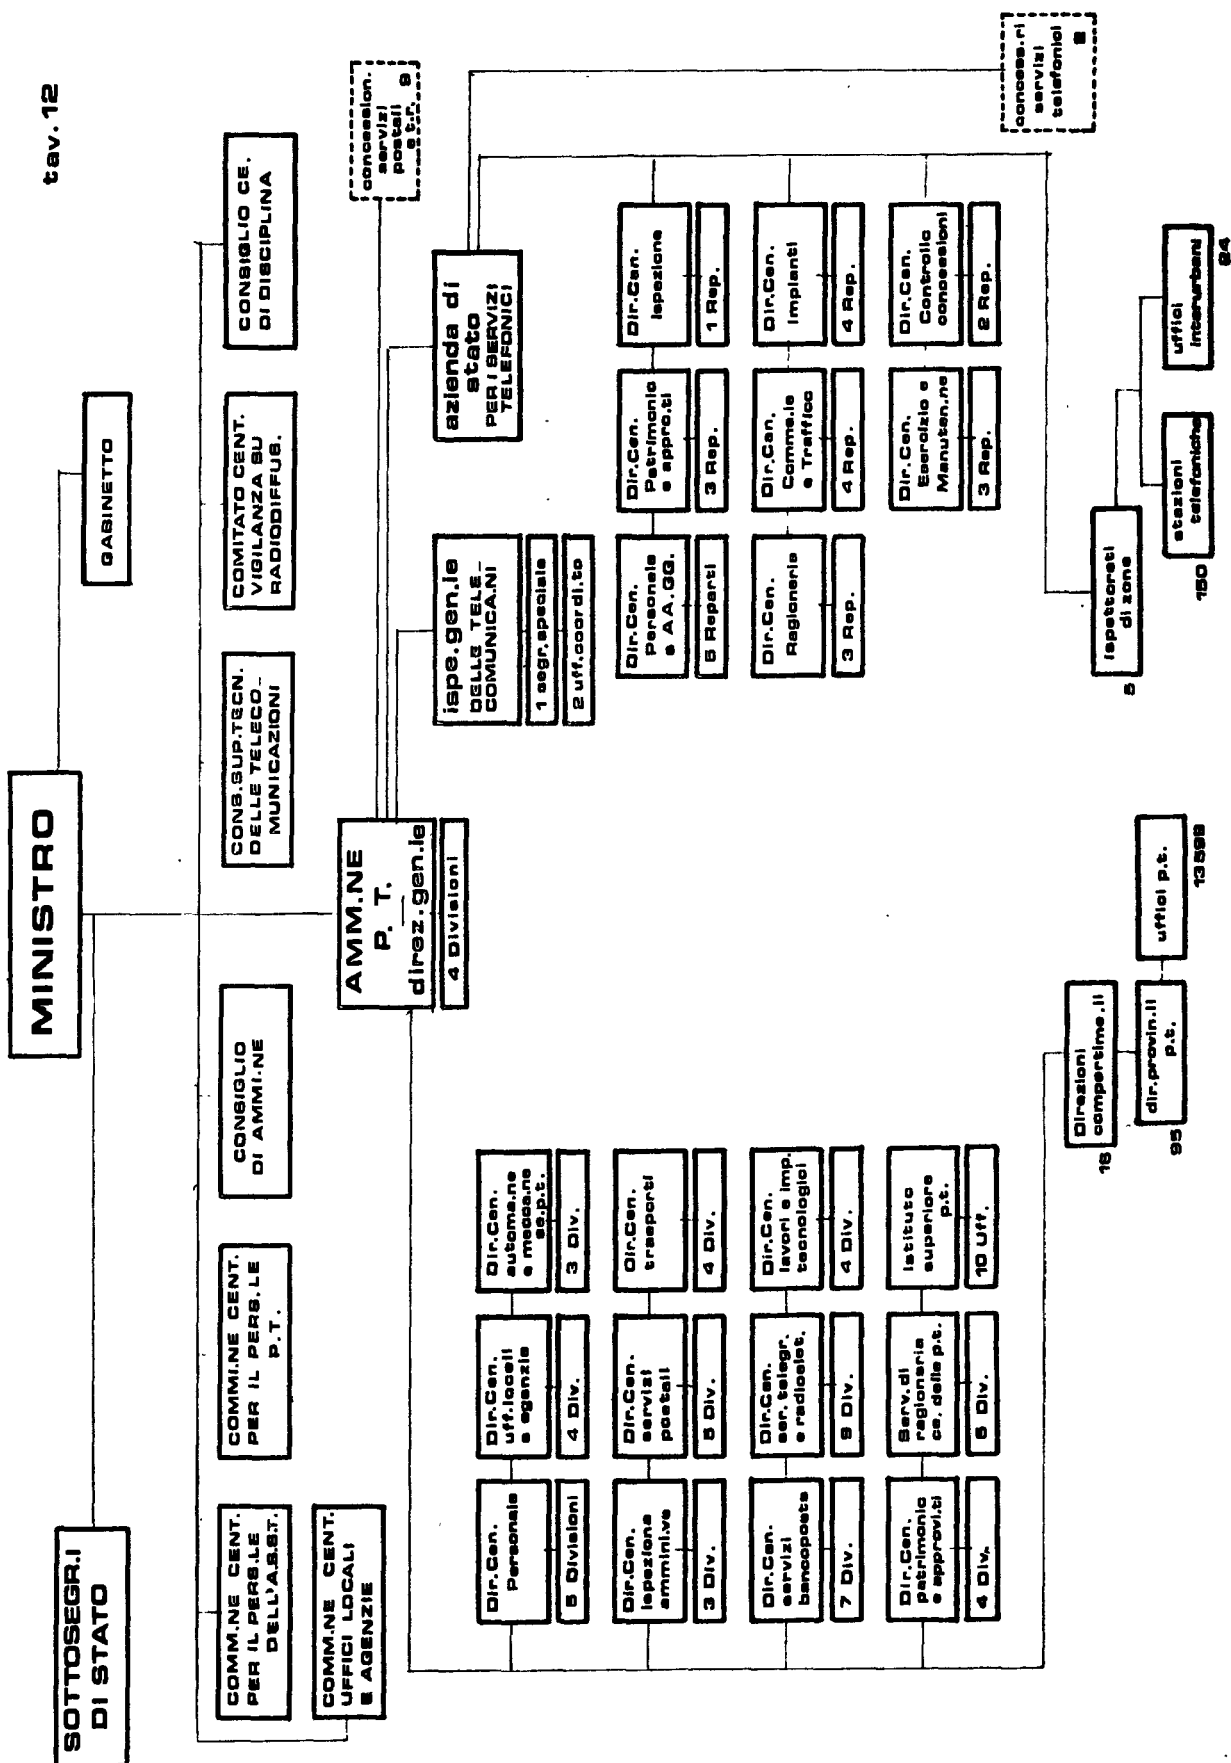 tav. 12
MINISTRO
SOTTOSEGR.I
DI STATO
GABINETTO
COMM.NE CENT.
PER IL PERS.LE
DELL'A.S.S.T.
COMMI.NE CENT.
PER IL PERS.LE
P.T.
CONSIGLIO
DI AMMI.NE
CONS.SUP.TECN.
DELLE TELECO_
MUNICAZIONI
COMITATO CENT.
VIGILANZA SU
RADIODIFFUS.
CONSIGLIO CE.
DI DISCIPLINA
COMM.NE CENT.
UFFICI LOCALI
E AGENZIE
AMM.NE
P. T.
direz.gen.le
4 Divisioni
concession.
servizi
postali
e t.r. 9
ispe.gen.le
DELLE TELE_
COMUNICA.NI
1 segr.speciale
2 uff.coordi.to
azienda di
stato
PER I SERVIZI
TELEFONICI
Dir.Cen.
Personale
5 Divisioni
Dir.Cen.
uff.locali
e agenzie
4 Div.
Dir.Cen.
automa.ne
e mecca.ne
se.p.t.
3 Div.
Dir.Cen.
Ispezione
ammini.va
3 Div.
Dir.Cen.
servizi
postali
5 Div.
Dir.Cen.
trasporti
4 Div.
Dir.Cen.
servizi
bancoposta
7 Div.
Dir.Cen.
ser. telegr.
e radioelet.
9 Div.
Dir.Cen.
lavori e imp.
tecnologici
4 Div.
Dir.Cen.
patrimonio
e approvi.ti
4 Div.
Serv.di
ragioneria
ce. delle p.t.
6 Div.
Istituto
superiore
p.t.
10 Uff.
Direzioni
compartime.li
16
dir.provin.li
p.t.
95
uffici p.t.
13598
Dir.Cen.
Personale
e AA.GG.
5 Reparti
Dir.Cen.
Patrimonio
e appro.ti
3 Rep.
Dir.Cen.
Ispezione
1 Rep.
Dir.Cen.
Ragioneria
3 Rep.
Dir.Cen.
Comme.le
e Traffico
4 Rep.
Dir.Cen.
Impianti
4 Rep.
Dir.Cen.
Esercizio e
Manuten.ne
3 Rep.
Dir.Cen.
Controllo
concessioni
2 Rep.
concess.ri
servizi
telefonici
2
Ispettorati
di zone
5
stazioni
telefoniche
150
uffici
interurbani
24